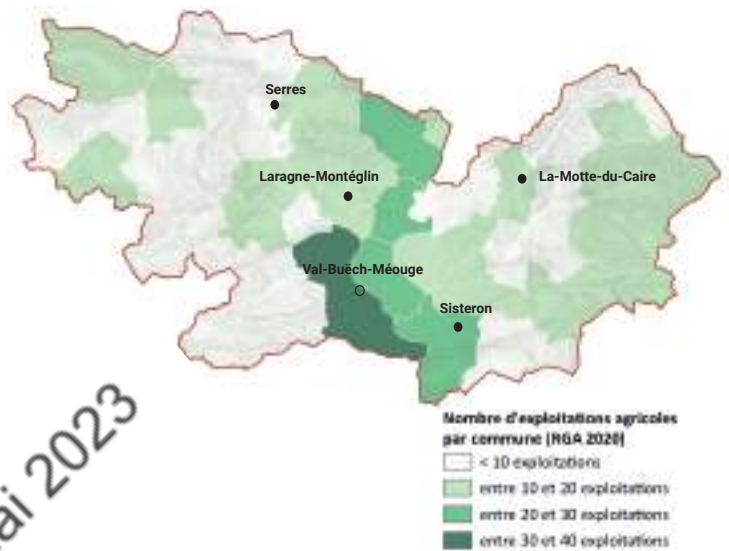 Serres
Laragne-Montéglin
La-Motte-du-Caire
Val-Buëch-Méouge
Sisteron
ai 2023
Nombre d'exploitations agricoles
par commune (RGA 2020)
< 10 exploitations
entre 10 et 20 exploitations
entre 20 et 30 exploitations
entre 30 et 40 exploitations